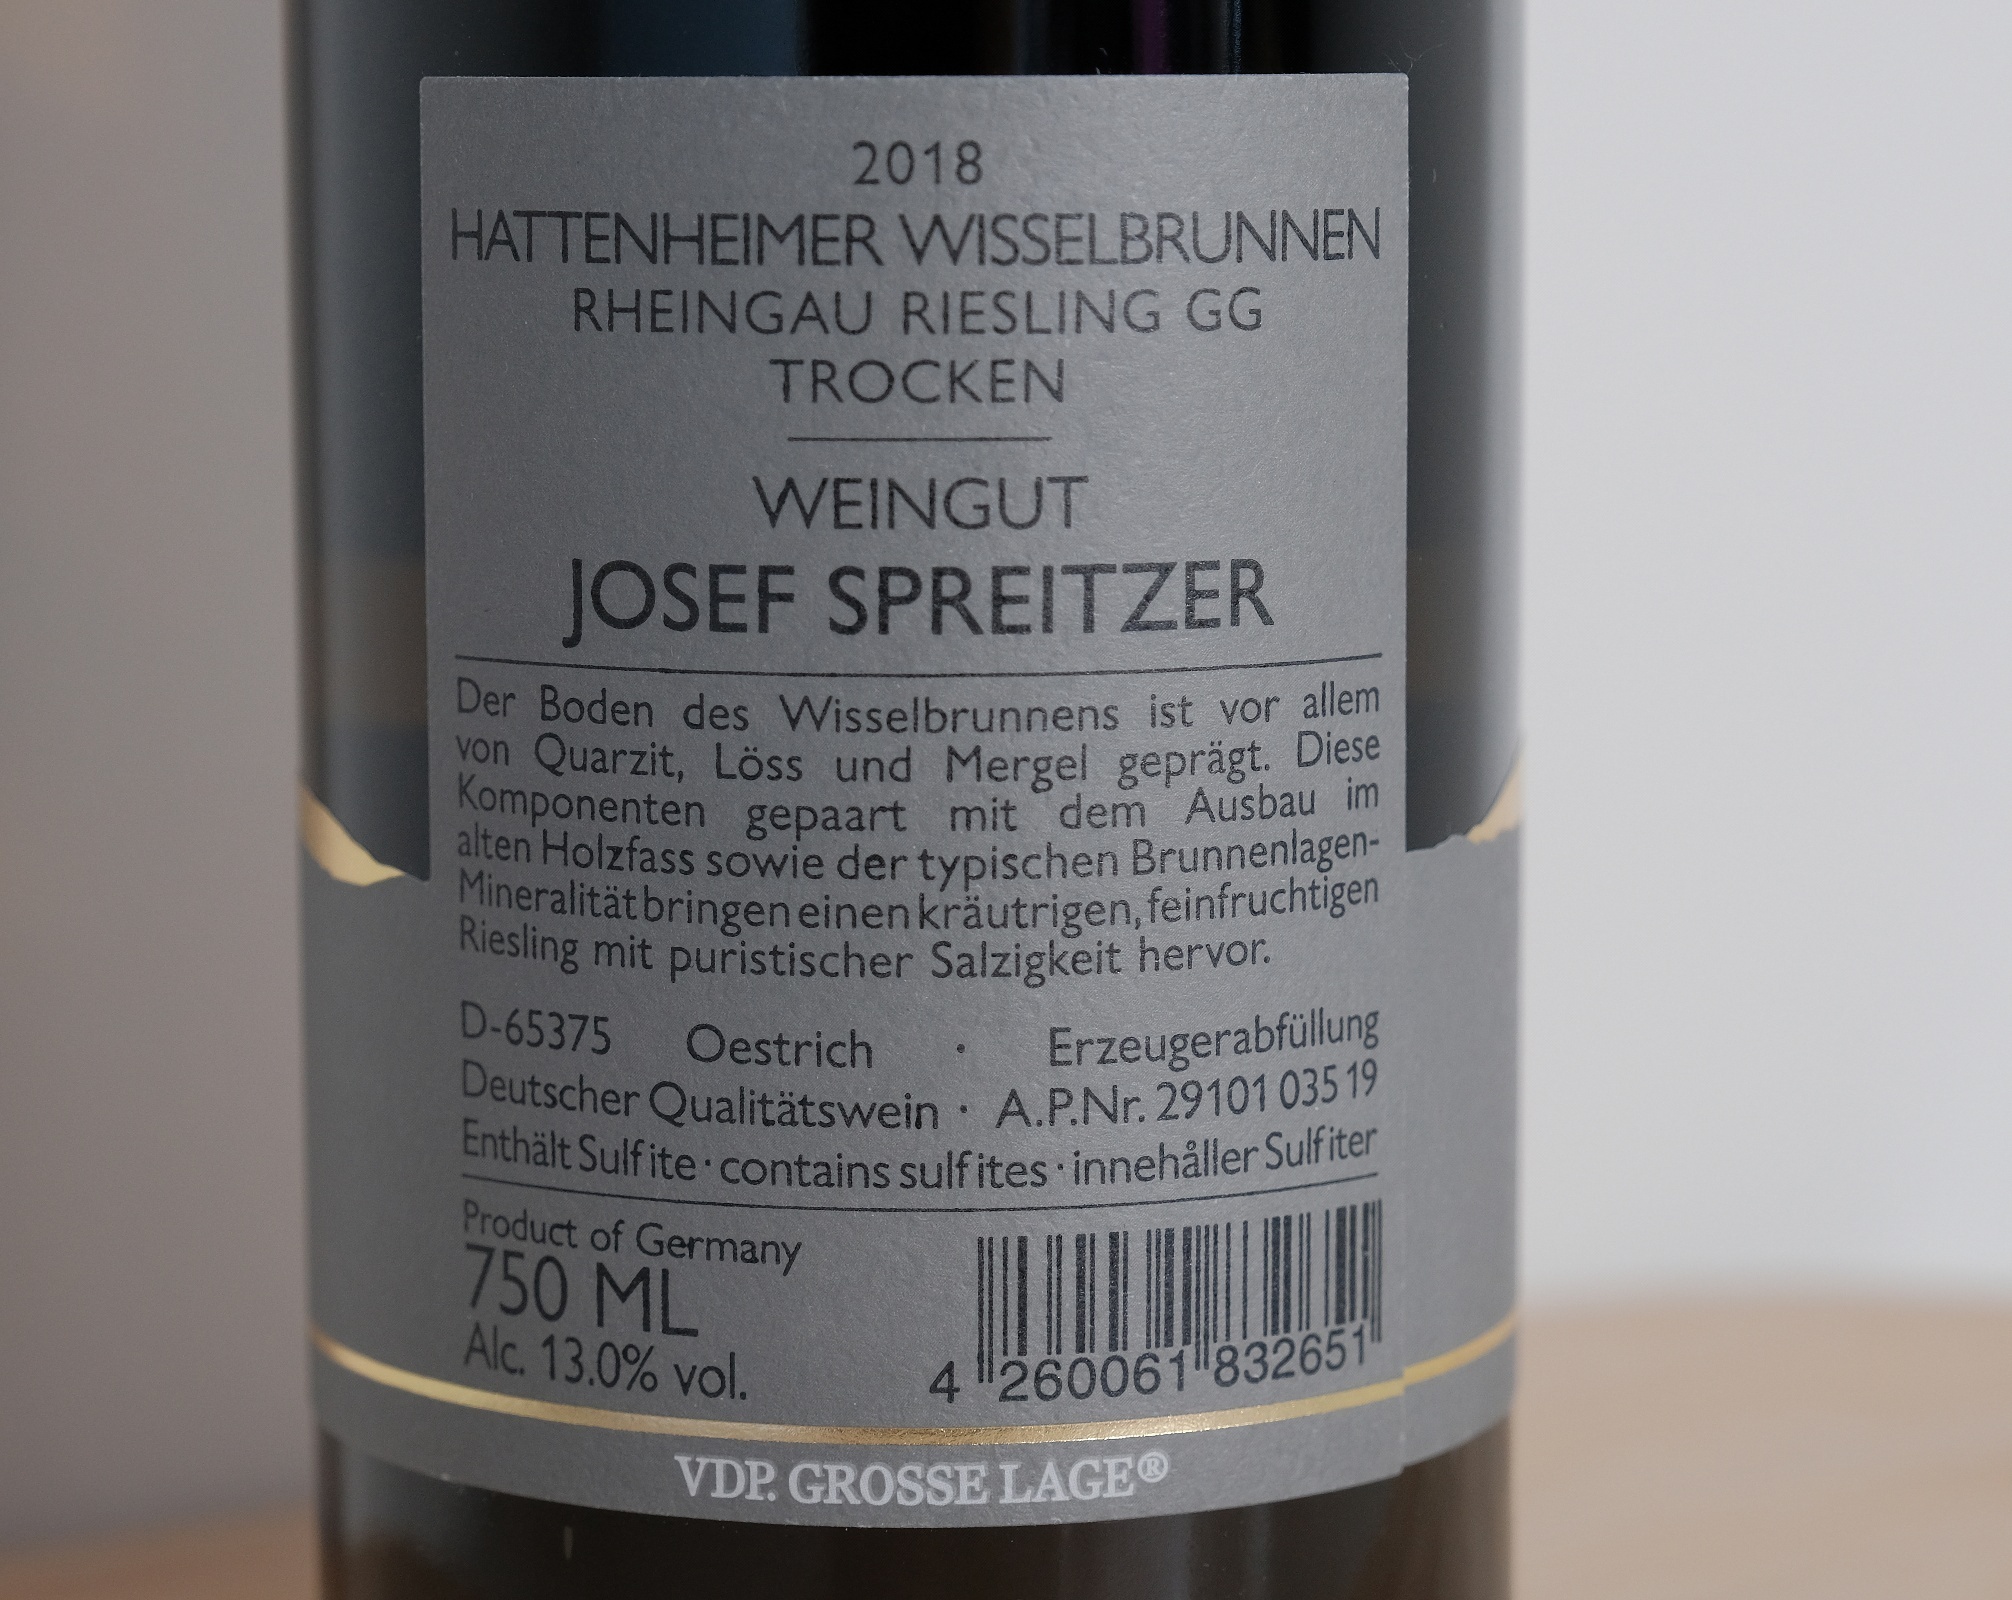 2018
HATTENHEIMER WISSELBRUNNEN
RHEINGAU RIESLING GG
TROCKEN
WEINGUT
JOSEF SPREITZER
Der Boden des Wisselbrunnens ist vor allem
von Quarzit, Löss und Mergel geprägt. Diese
Komponenten gepaart mit dem Ausbau im
alten Holzfass sowie der typischen Brunnenlagen-
Mineralität bringen einen kräutrigen, feinfruchtigen
Riesling mit puristischer Salzigkeit hervor.
D-65375 Oestrich · Erzeugerabfüllung
Deutscher Qualitätswein · A.P.Nr. 29101 035 19
Enthält Sulfite · contains sulfites · innehåller Sulfiter
Product of Germany
750 ML
Alc. 13.0% vol.
4 260061 832651
VDP. GROSSE LAGE®